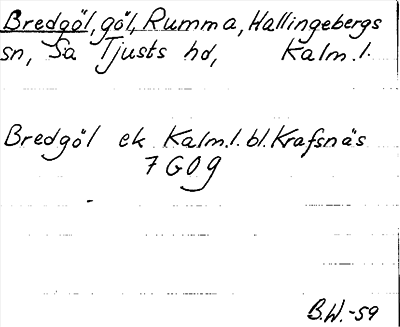 Bredgöl, göl, Rumma, Hallingebergs
sn, Sa Tjusts hd, Kalm.l.
Bredgöl ek Kalm.l. bl. Krafsnäs
7 G 0 g
B.W.-59